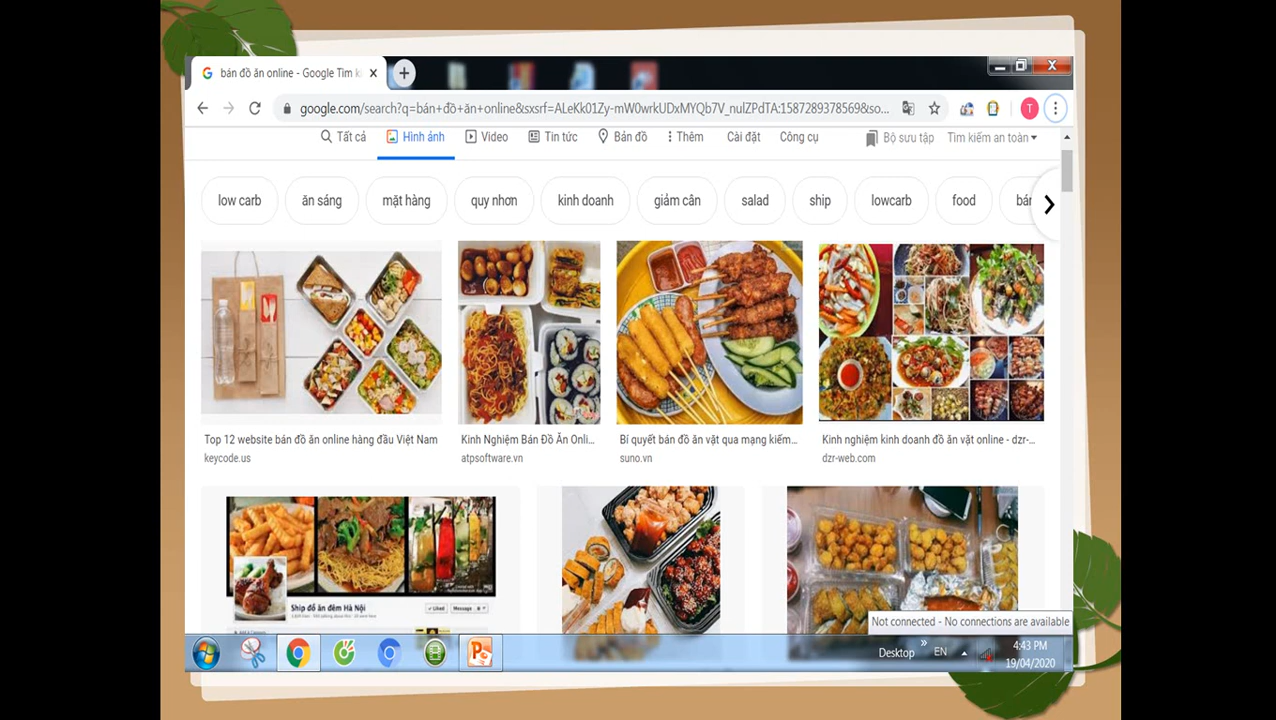 bán đồ ăn online - Google Tìm k
google.com/search?q=bán+đồ+ăn+online&sxsrf=ALeKk01Zy-mW0wrkUDxMYQb7V_nulZPdTA:1587289378569&so...
T
Tất cả Hình ảnh Video Tin tức Bản đồ Thêm Cài đặt Công cụ Bộ sưu tập Tìm kiếm an toàn
low carb ăn sáng mặt hàng quy nhơn kinh doanh giảm cân salad ship lowcarb food bán
Top 12 website bán đồ ăn online hàng đầu Việt Nam
keycode.us
Kinh Nghiệm Bán Đồ Ăn Onli...
atpsoftware.vn
Bí quyết bán đồ ăn vặt qua mạng kiếm...
suno.vn
Kinh nghiệm kinh doanh đồ ăn vặt online - dzr-...
dzr-web.com
Ship đồ ăn đêm Hà Nội
Liked Message
Not connected - No connections are available
Desktop » EN 4:43 PM
19/04/2020